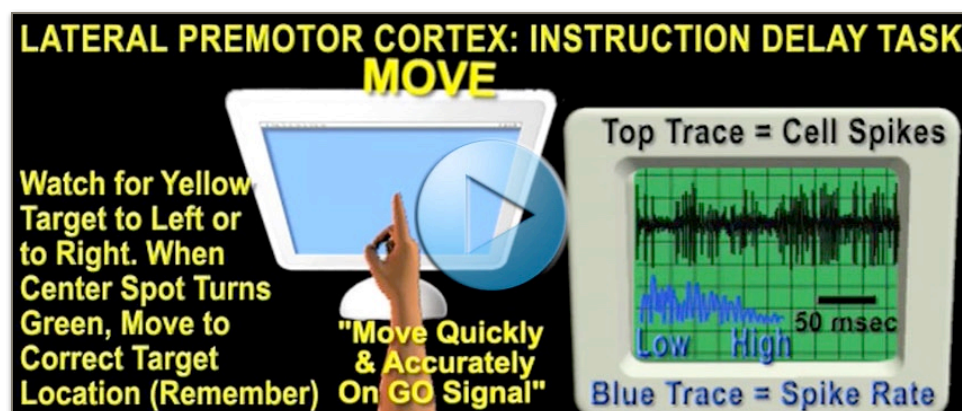 LATERAL PREMOTOR CORTEX: INSTRUCTION DELAY TASK
MOVE
Watch for Yellow
Target to Left or
to Right. When
Center Spot Turns
Green, Move to
Correct Target
Location (Remember)
"Move Quickly
& Accurately
On GO Signal"
Top Trace = Cell Spikes
50 msec
Low High
Blue Trace = Spike Rate